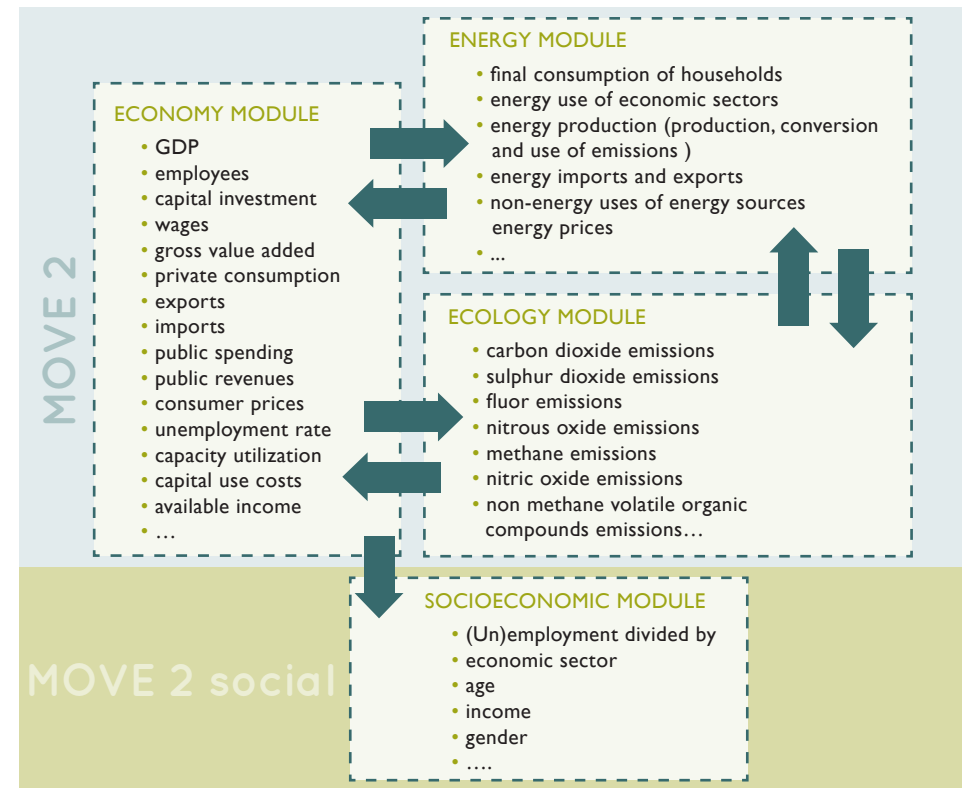 MOVE 2
ECONOMY MODULE
• GDP
• employees
• capital investment
• wages
• gross value added
• private consumption
• exports
• imports
• public spending
• public revenues
• consumer prices
• unemployment rate
• capacity utilization
• capital use costs
• available income
• …
ENERGY MODULE
• final consumption of households
• energy use of economic sectors
• energy production (production, conversion
and use of emissions )
• energy imports and exports
• non-energy uses of energy sources
energy prices
• ...
ECOLOGY MODULE
• carbon dioxide emissions
• sulphur dioxide emissions
• fluor emissions
• nitrous oxide emissions
• methane emissions
• nitric oxide emissions
• non methane volatile organic
compounds emissions…
MOVE 2 social
SOCIOECONOMIC MODULE
• (Un)employment divided by
• economic sector
• age
• income
• gender
• ....